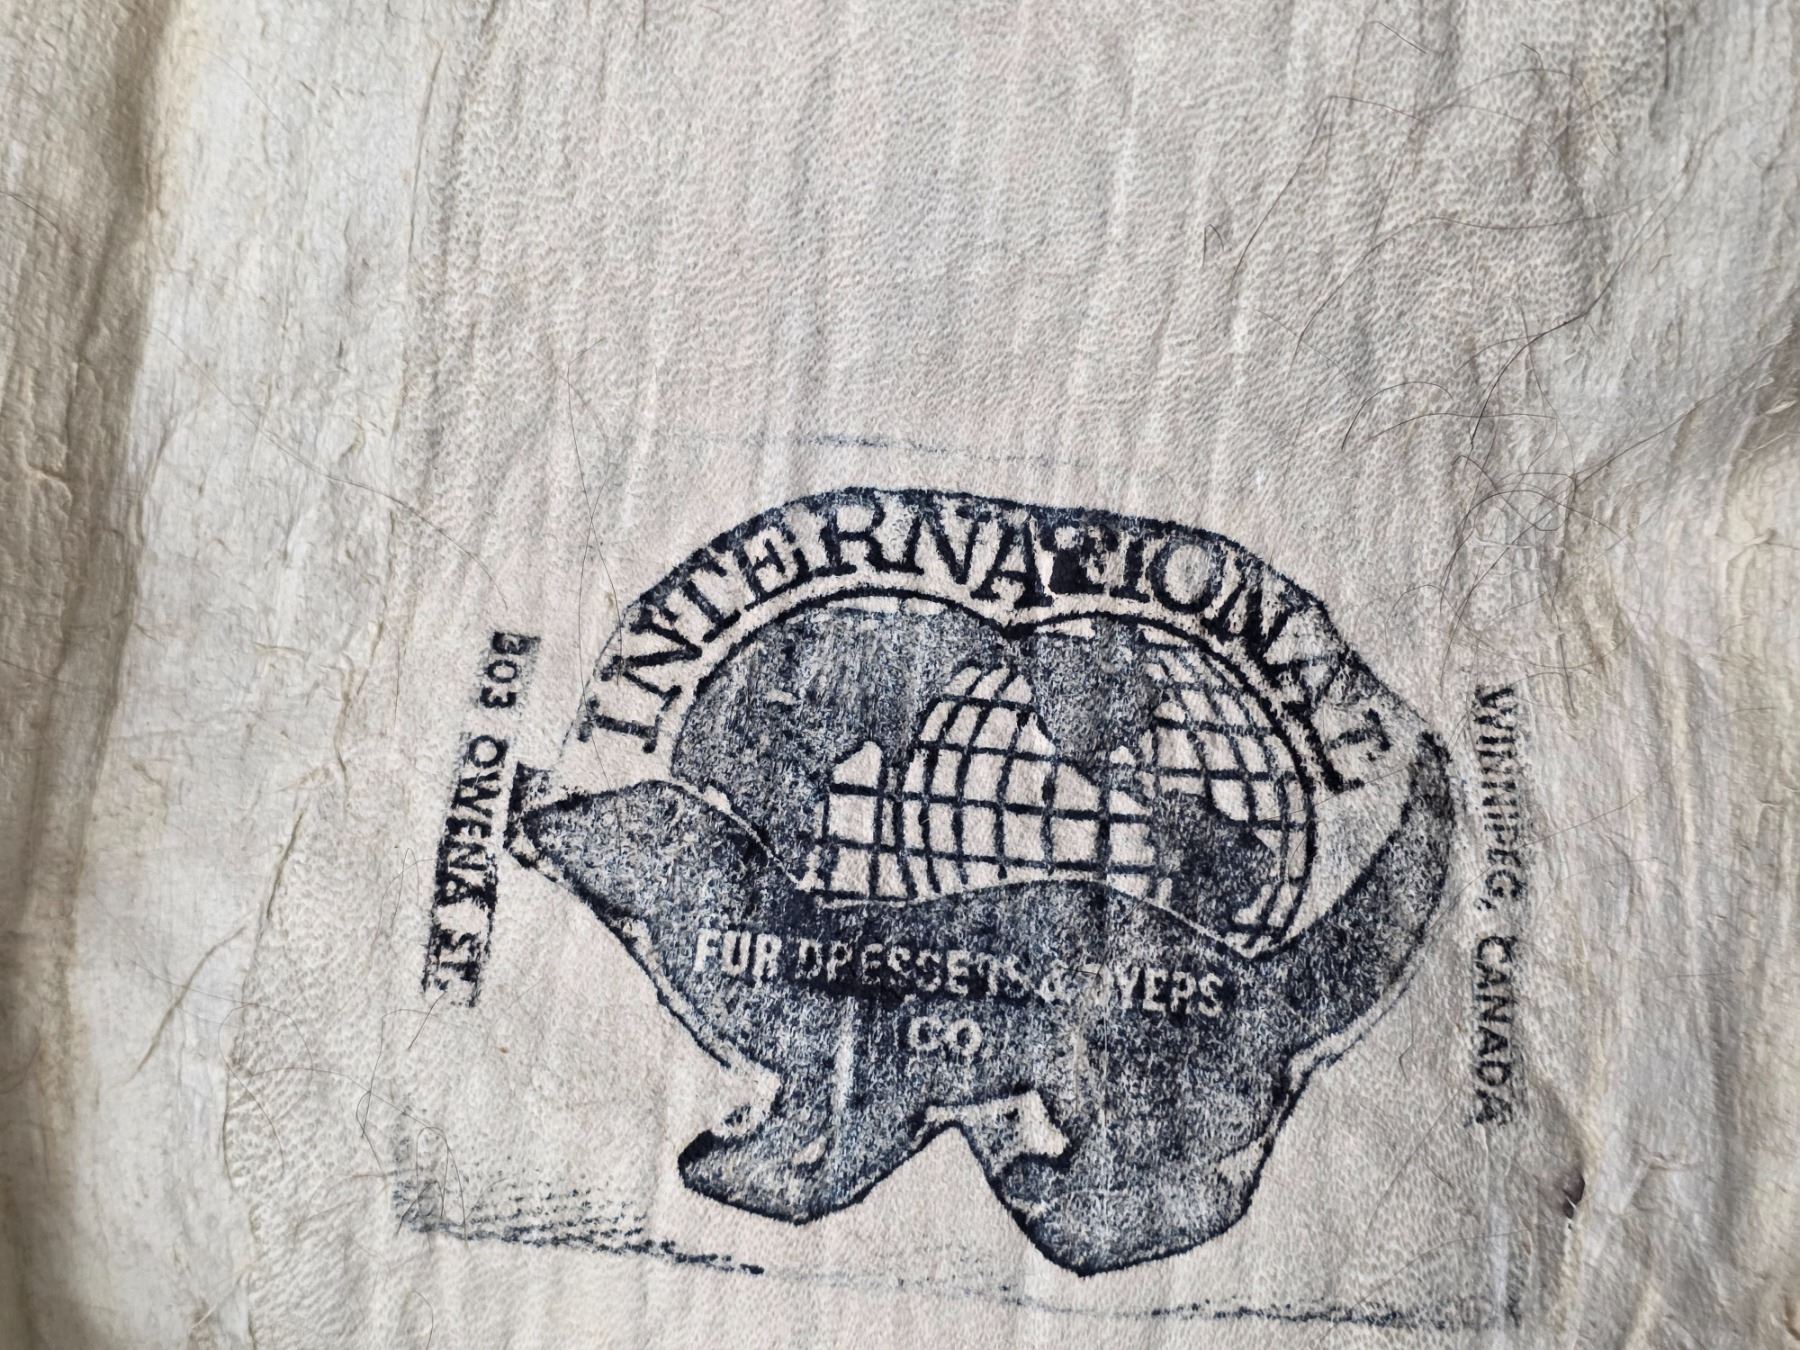 INTERNATIONAL
FUR DRESSERS & DYERS
CO.
303 OWENA ST.
WINNIPEG, CANADA